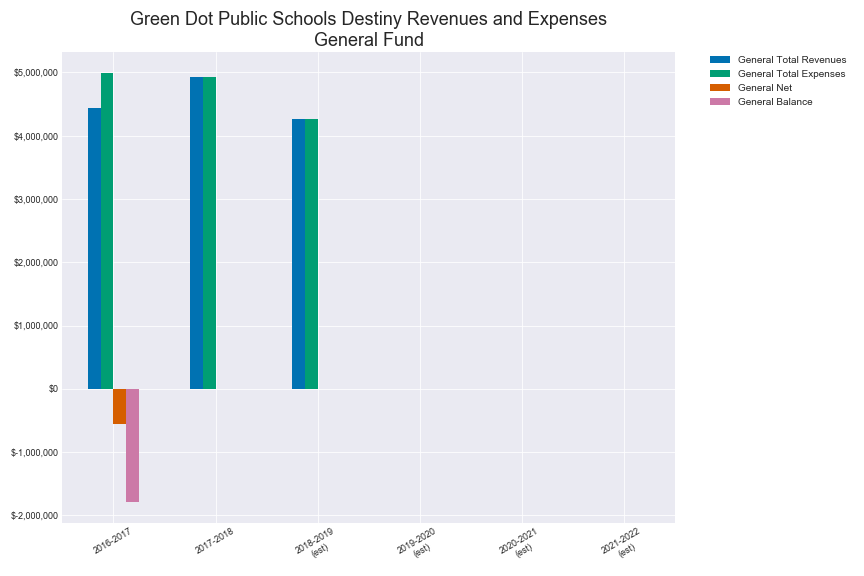 Green Dot Public Schools Destiny Revenues and Expenses
General Fund
General Total Revenues
General Total Expenses
General Net
General Balance
$5,000,000
$4,000,000
$3,000,000
$2,000,000
$1,000,000
$0
$-1,000,000
$-2,000,000
2016-2017
2017-2018
2018-2019
(est)
2019-2020
(est)
2020-2021
(est)
2021-2022
(est)